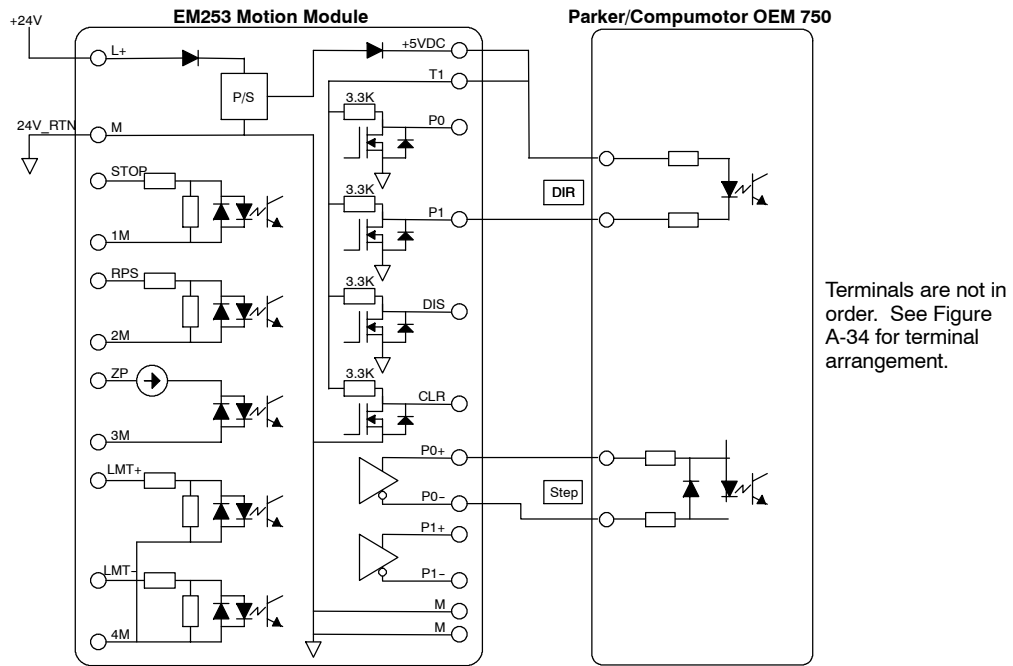 EM253 Motion Module
Parker/Compumotor OEM 750
+24V
L+
+5VDC
T1
P/S
3.3K
P0
24V_RTN
M
STOP
3.3K
DIR
P1
1M
RPS
3.3K
DIS
2M
Terminals are not in
order. See Figure
A-34 for terminal
arrangement.
ZP
3.3K
CLR
3M
P0+
LMT+
Step
P0−
P1+
LMT−
P1−
M
4M
M